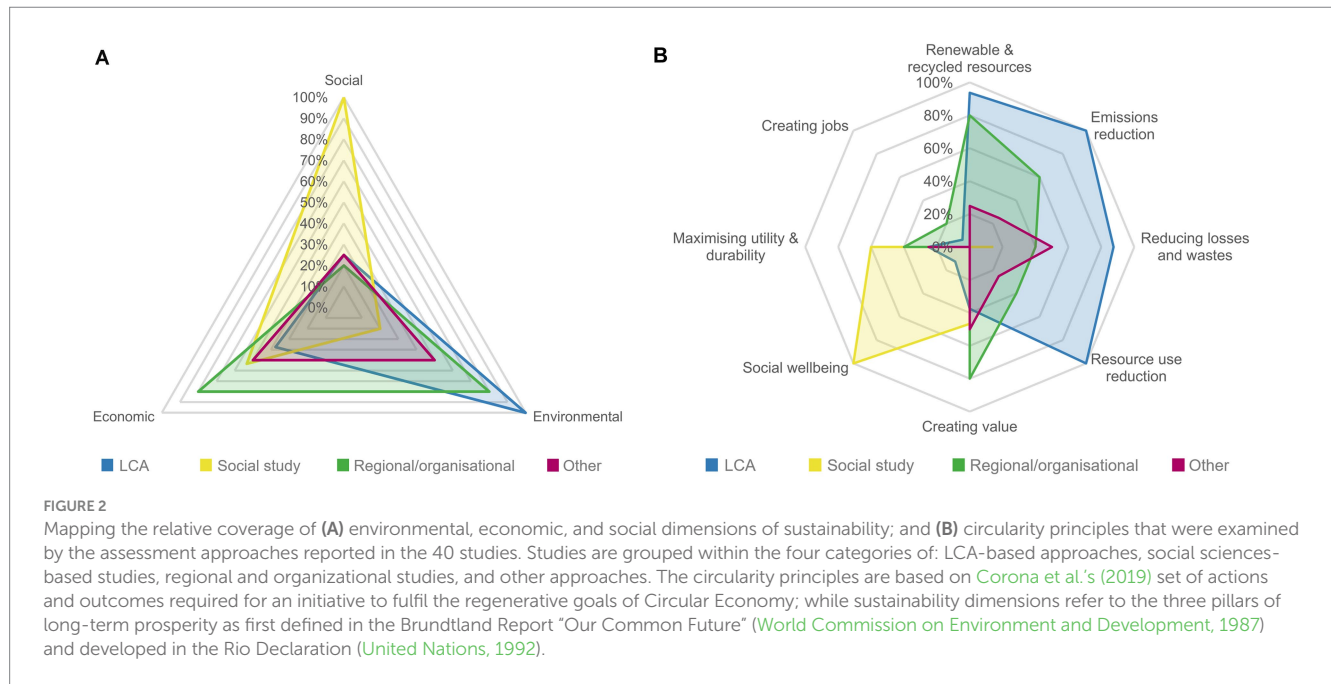 A
Social
100%
90%
80%
70%
60%
50%
40%
30%
20%
10%
0%
Economic
Environmental
LCA
Social study
Regional/organisational
Other
B
Renewable &
recycled resources
100%
80%
60%
40%
20%
0%
Emissions
reduction
Reducing losses
and wastes
Resource use
reduction
Creating value
Social wellbeing
Maximising utility &
durability
Creating jobs
LCA
Social study
Regional/organisational
Other
FIGURE 2
Mapping the relative coverage of (A) environmental, economic, and social dimensions of sustainability; and (B) circularity principles that were examined
by the assessment approaches reported in the 40 studies. Studies are grouped within the four categories of: LCA-based approaches, social sciences-
based studies, regional and organizational studies, and other approaches. The circularity principles are based on Corona et al.'s (2019) set of actions
and outcomes required for an initiative to fulfil the regenerative goals of Circular Economy; while sustainability dimensions refer to the three pillars of
long-term prosperity as first defined in the Brundtland Report "Our Common Future" (World Commission on Environment and Development, 1987)
and developed in the Rio Declaration (United Nations, 1992).